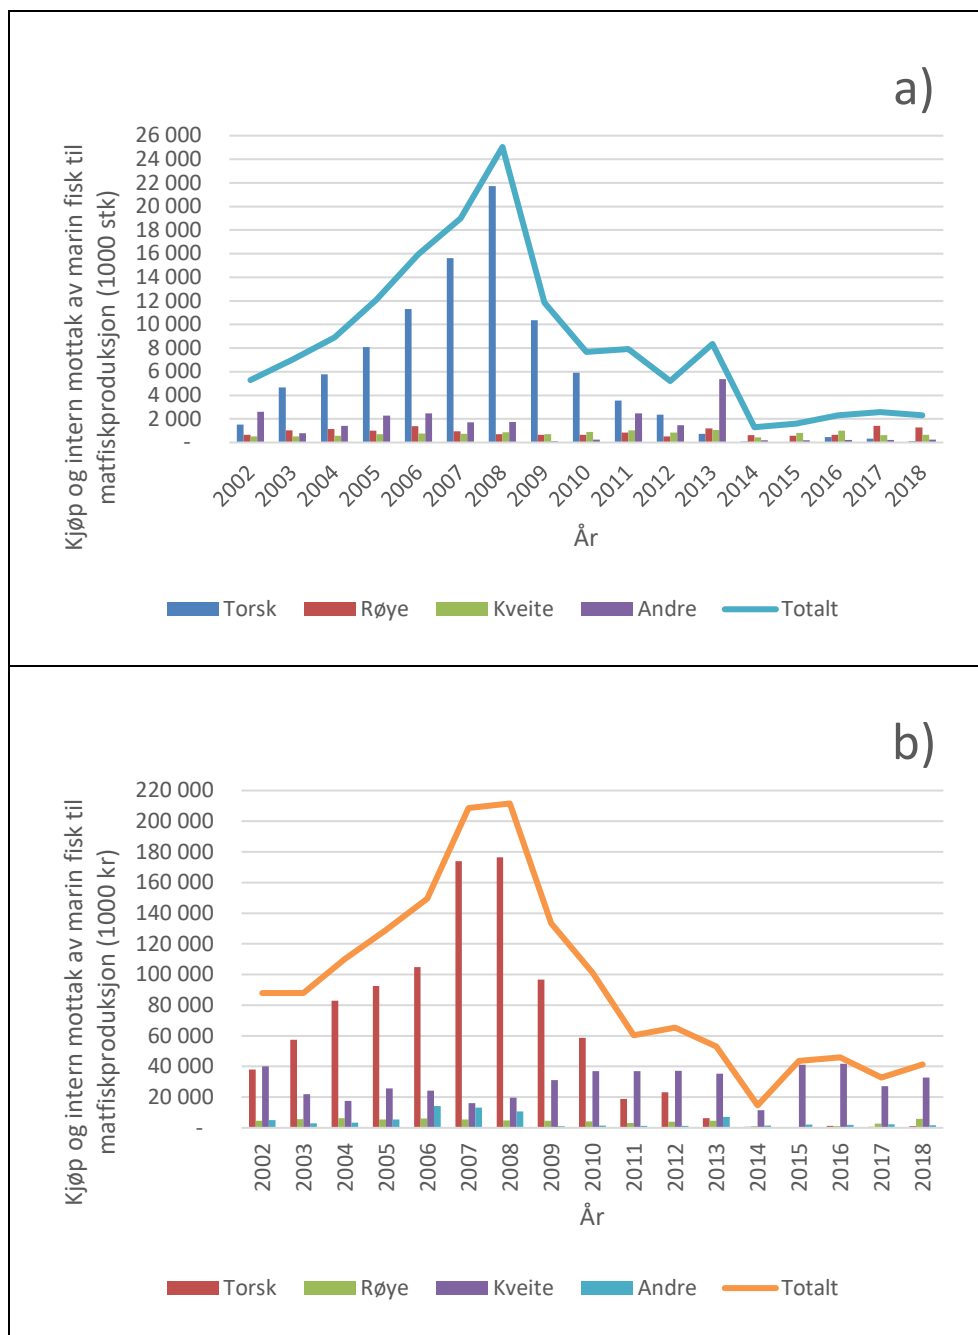 a)
Kjøp og intern mottak av marin fisk til
matfiskproduksjon (1000 stk)
26 000
24 000
22 000
20 000
18 000
16 000
14 000
12 000
10 000
8 000
6 000
4 000
2 000
-
2002 2003 2004 2005 2006 2007 2008 2009 2010 2011 2012 2013 2014 2015 2016 2017 2018
År
Torsk Røye Kveite Andre Totalt
b)
Kjøp og intern mottak av marin fisk til
matfiskproduksjon (1000 kr)
220 000
200 000
180 000
160 000
140 000
120 000
100 000
80 000
60 000
40 000
20 000
-
2002 2003 2004 2005 2006 2007 2008 2009 2010 2011 2012 2013 2014 2015 2016 2017 2018
År
Torsk Røye Kveite Andre Totalt